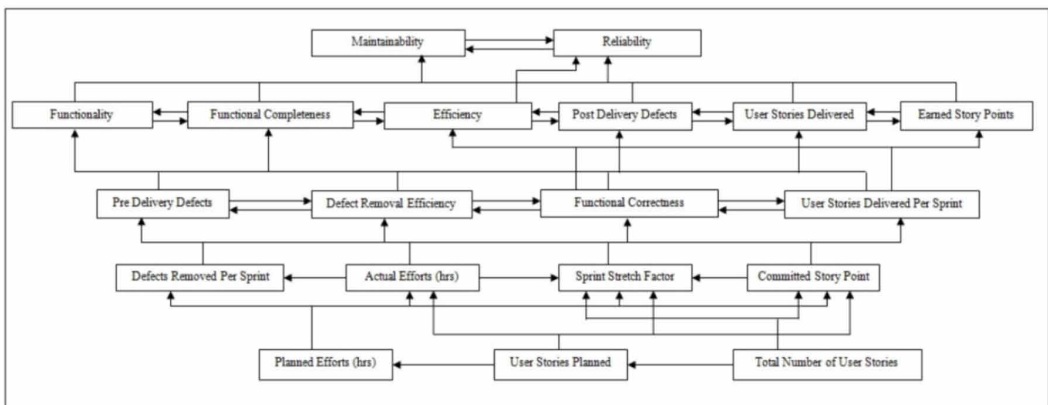 Maintainability
Reliability
Functionality
Functional Completeness
Efficiency
Post Delivery Defects
User Stories Delivered
Earned Story Points
Pre Delivery Defects
Defect Removal Efficiency
Functional Correctness
User Stories Delivered Per Sprint
Defects Removed Per Sprint
Actual Efforts (hrs)
Sprint Stretch Factor
Committed Story Point
Planned Efforts (hrs)
User Stories Planned
Total Number of User Stories